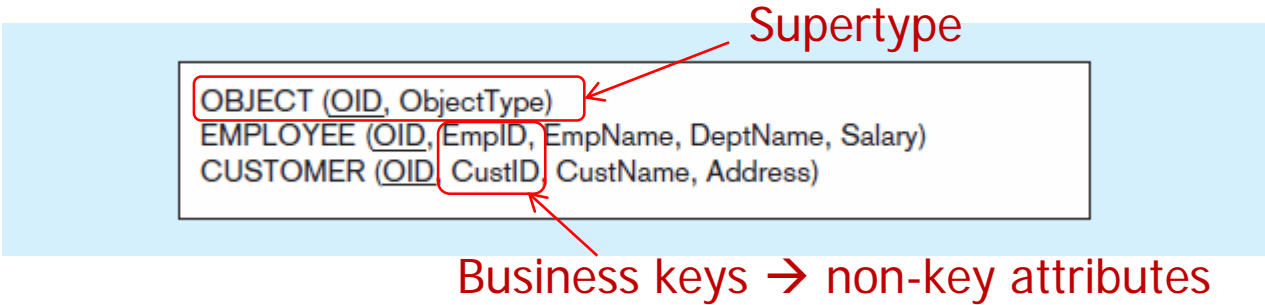 Supertype
OBJECT (OID, ObjectType)
EMPLOYEE (OID, EmpID, EmpName, DeptName, Salary)
CUSTOMER (OID, CustID, CustName, Address)
Business keys → non-key attributes